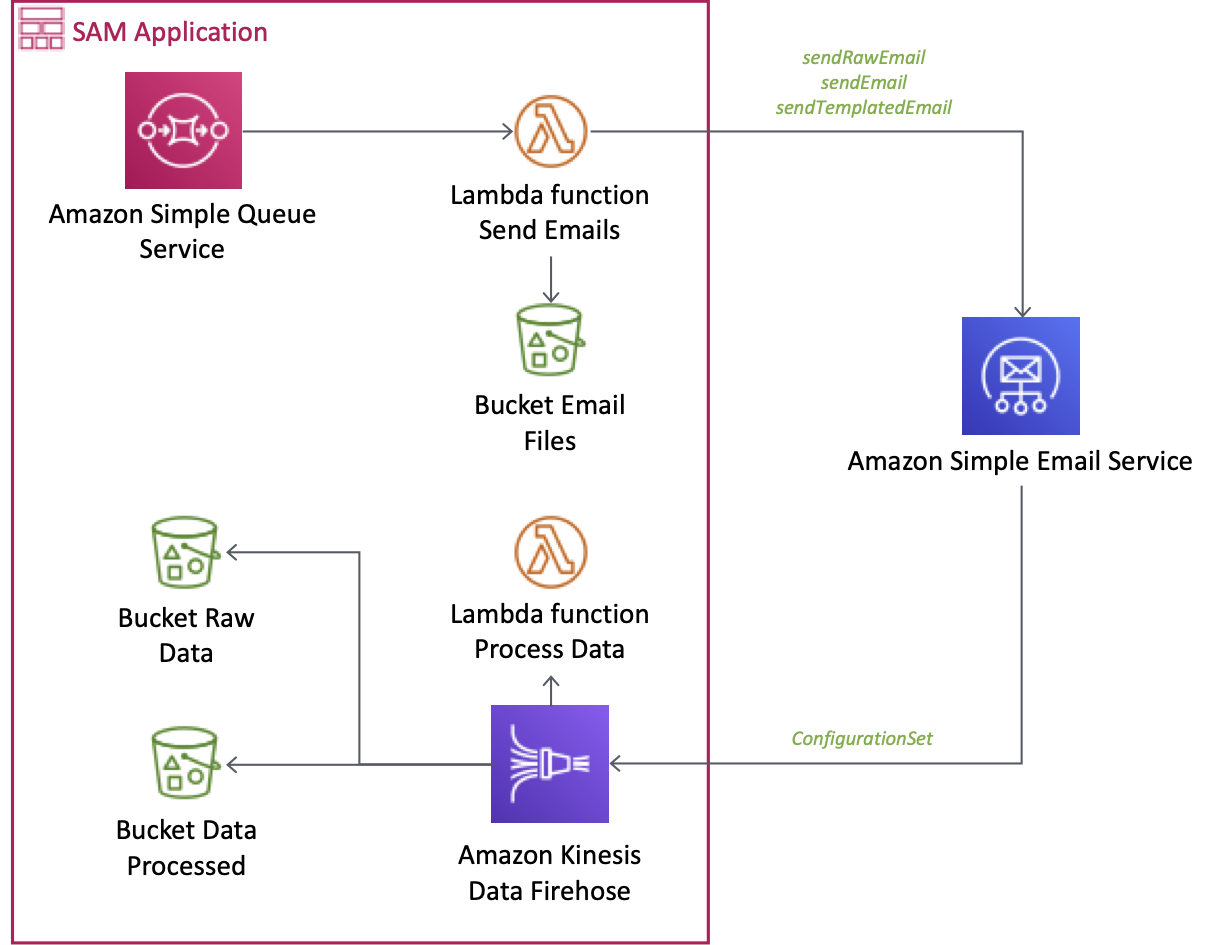 SAM Application
sendRawEmail
sendEmail
sendTemplatedEmail
Amazon Simple Queue
Service
Lambda function
Send Emails
Bucket Email
Files
Amazon Simple Email Service
Bucket Raw
Data
Lambda function
Process Data
ConfigurationSet
Bucket Data
Processed
Amazon Kinesis
Data Firehose